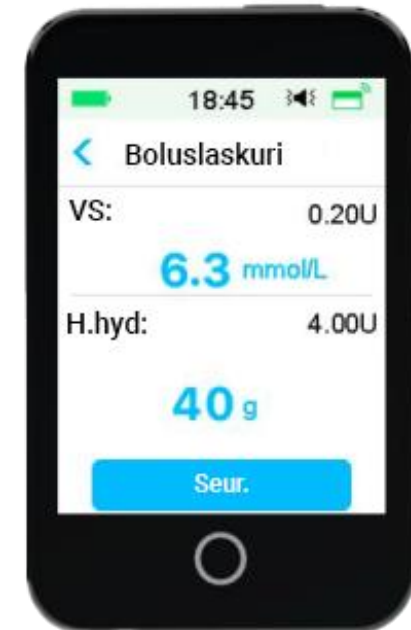 18:45
Boluslaskuri
VS: 0.20U
6.3 mmol/L
H.hyd: 4.00U
40 g
Seur.